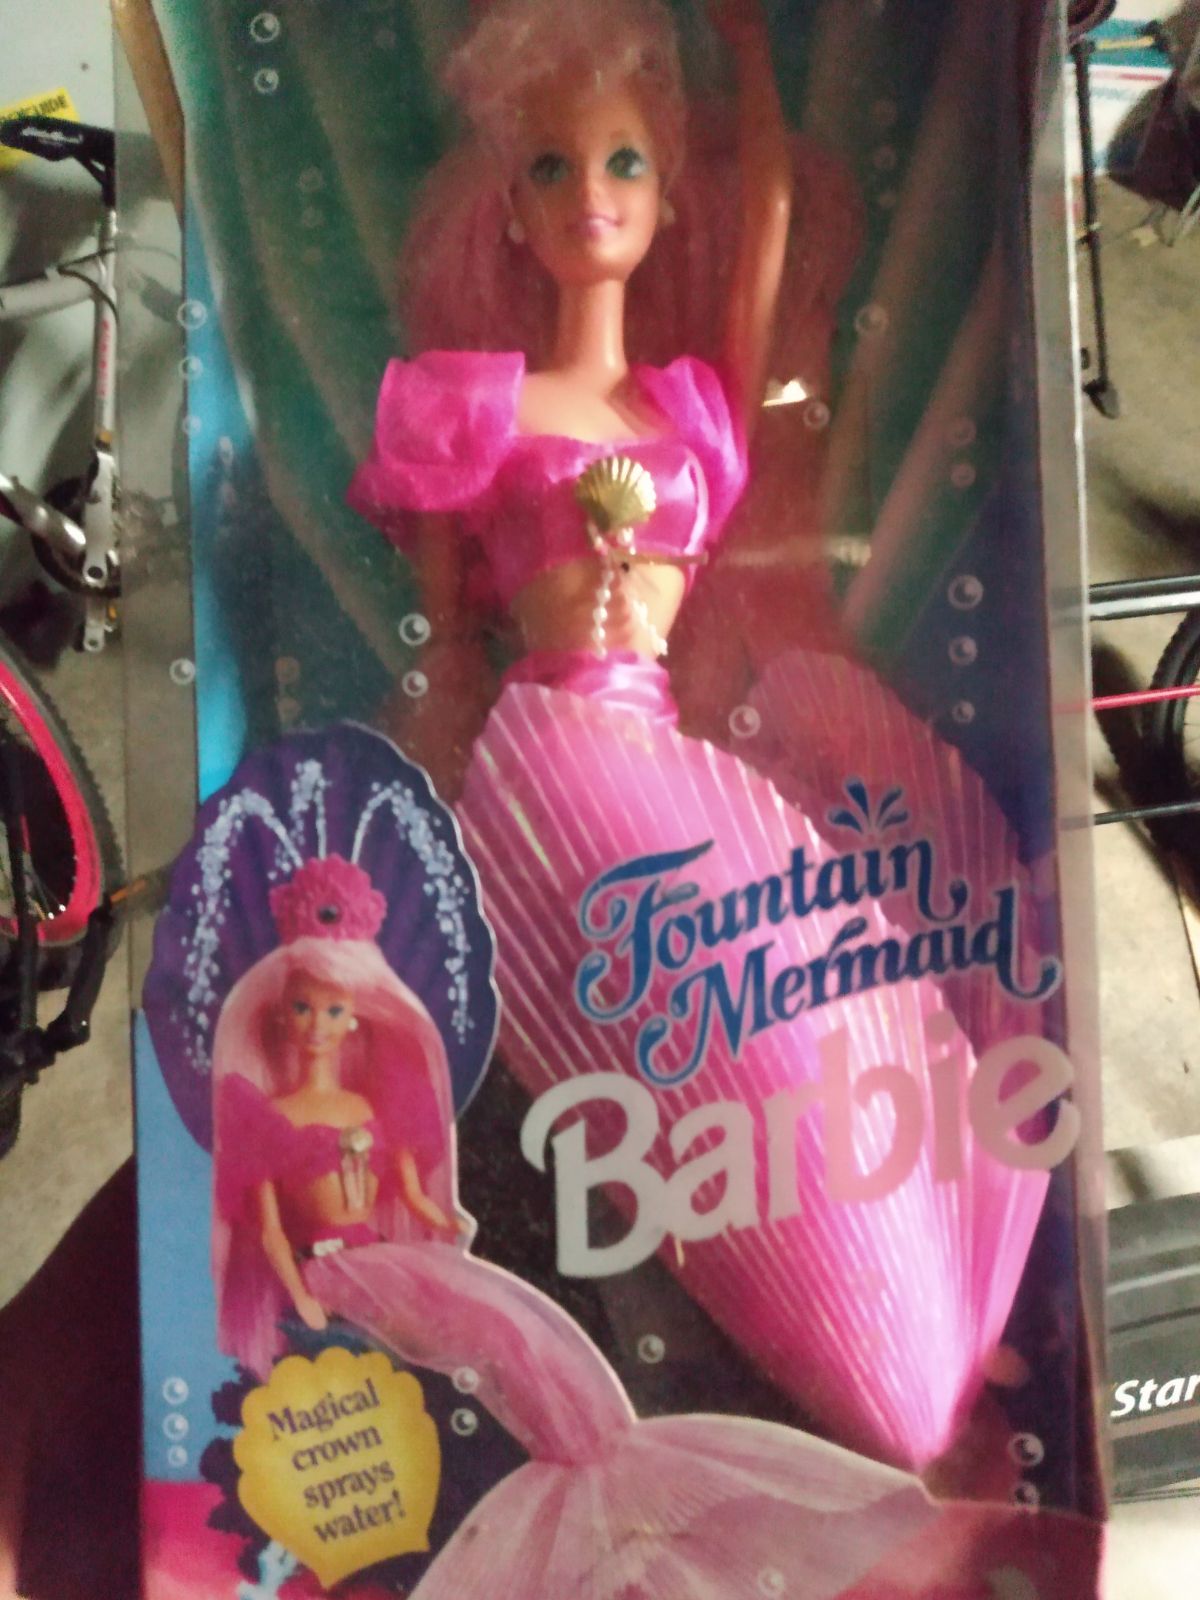 Fountain
Mermaid
Barbie
Magical
crown
sprays
water!